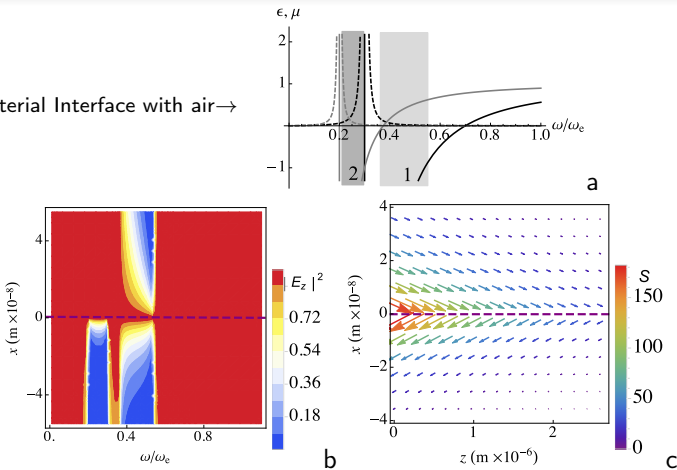 ϵ, μ
2
1
terial Interface with air→
0.2 0.4 0.6 0.8 1.0 ω/ωe
−1
2 1
a
4
0
−4
x (m ×10⁻⁸)
0. 0.4 0.8
ω/ωe
| Ez |²
0.72
0.54
0.36
0.18
b
4
2
0
−2
−4
x (m ×10⁻⁸)
0 1 2
z (m ×10⁻⁶)
S
150
100
50
0
c